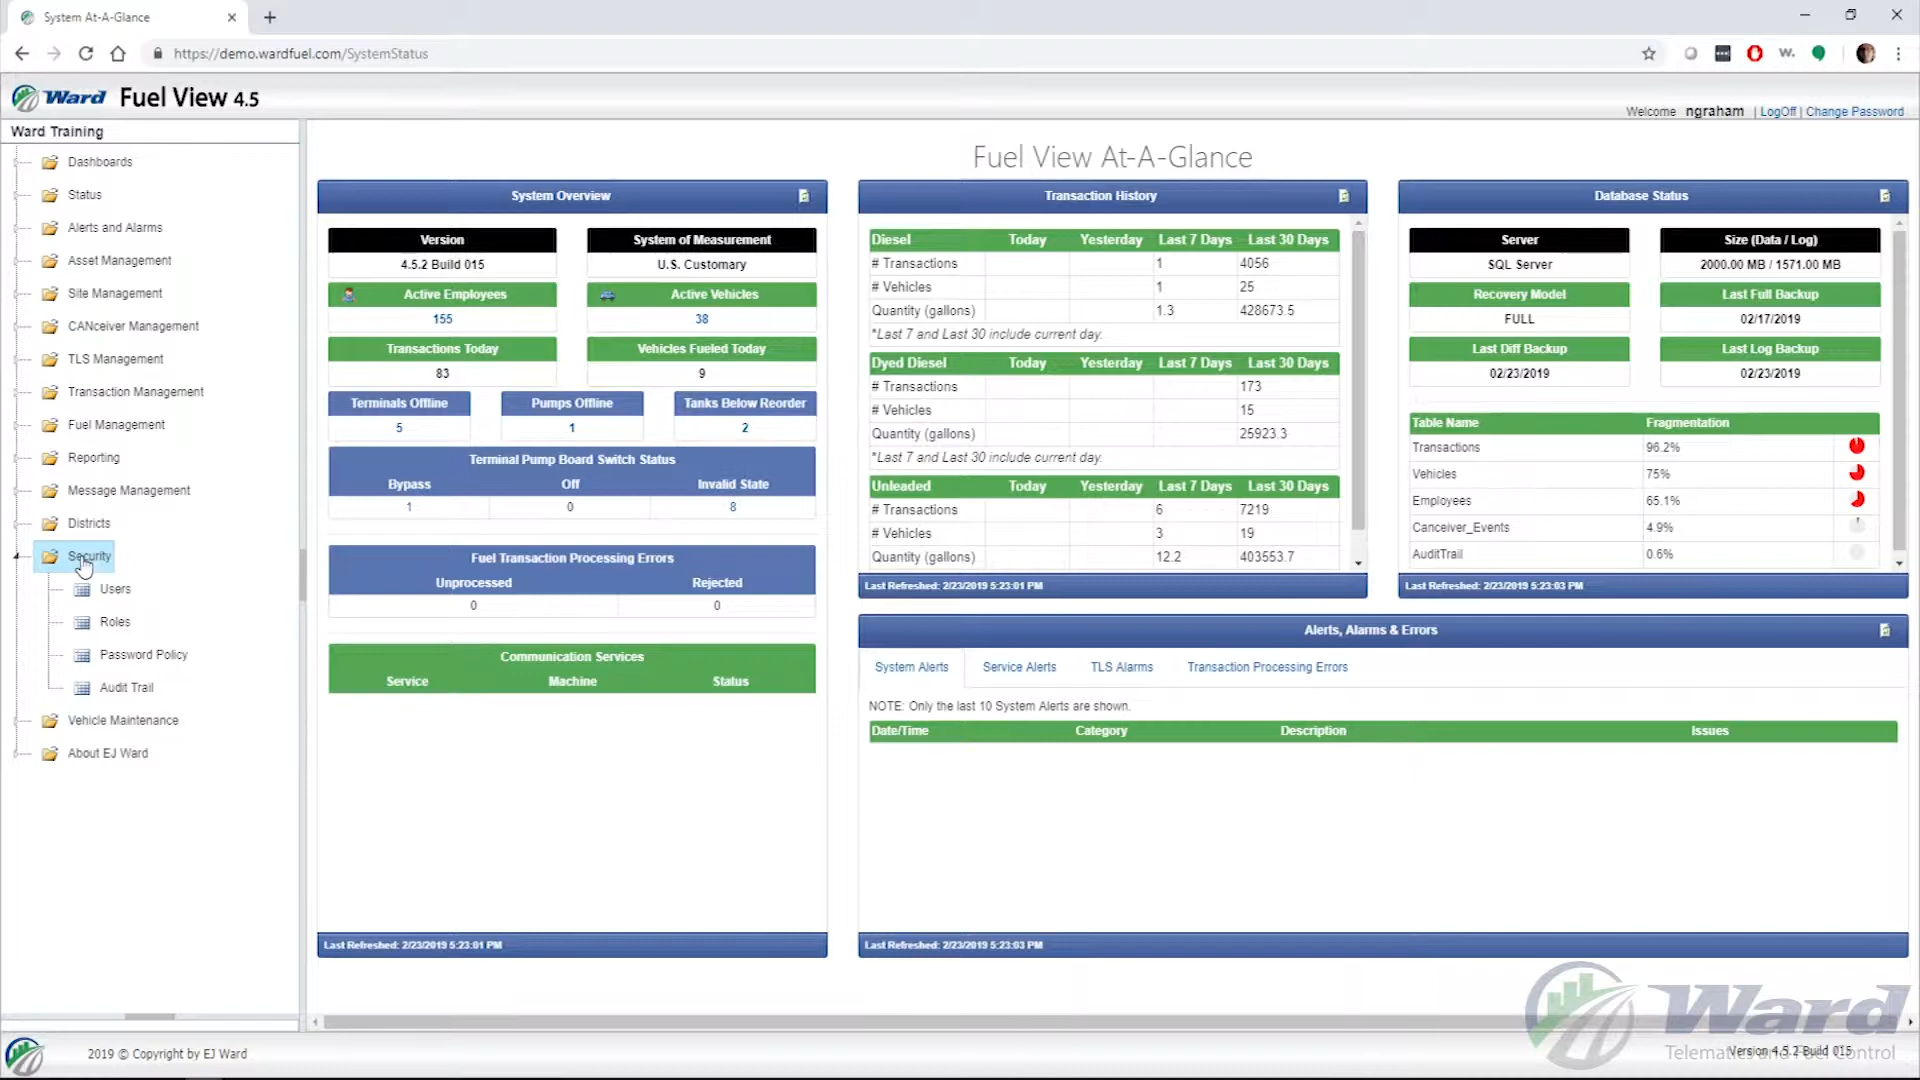 System At-A-Glance
https://demo.wardfuel.com/SystemStatus
w.
Ward Fuel View 4.5
Welcome ngraham | LogOff | Change Password
Ward Training
Dashboards
Status
Alerts and Alarms
Asset Management
Site Management
CANceiver Management
TLS Management
Transaction Management
Fuel Management
Reporting
Message Management
Districts
Security
Users
Roles
Password Policy
Audit Trail
Vehicle Maintenance
About EJ Ward
Fuel View At-A-Glance
System Overview
Version System of Measurement
4.5.2 Build 015 U.S. Customary
Active Employees Active Vehicles
155 38
Transactions Today Vehicles Fueled Today
83 9
Terminals Offline Pumps Offline Tanks Below Reorder
5 1 2
Terminal Pump Board Switch Status
Bypass Off Invalid State
1 0 8
Fuel Transaction Processing Errors
Unprocessed Rejected
0 0
Communication Services
Service Machine Status
Last Refreshed: 2/23/2019 5:23:01 PM
Transaction History
Diesel Today Yesterday Last 7 Days Last 30 Days
# Transactions 1 4056
# Vehicles 1 25
Quantity (gallons) 1.3 428673.5
*Last 7 and Last 30 include current day.
Dyed Diesel Today Yesterday Last 7 Days Last 30 Days
# Transactions 173
# Vehicles 15
Quantity (gallons) 25923.3
*Last 7 and Last 30 include current day.
Unleaded Today Yesterday Last 7 Days Last 30 Days
# Transactions 6 7219
# Vehicles 3 19
Quantity (gallons) 12.2 403553.7
Last Refreshed: 2/23/2019 5:23:01 PM
Database Status
Server Size (Data / Log)
SQL Server 2000.00 MB / 1571.00 MB
Recovery Model Last Full Backup
FULL 02/17/2019
Last Diff Backup Last Log Backup
02/23/2019 02/23/2019
Table Name Fragmentation
Transactions 96.2%
Vehicles 75%
Employees 65.1%
Canceiver_Events 4.9%
AuditTrail 0.6%
Last Refreshed: 2/23/2019 5:23:03 PM
Alerts, Alarms & Errors
System Alerts Service Alerts TLS Alarms Transaction Processing Errors
NOTE: Only the last 10 System Alerts are shown.
Date/Time Category Description Issues
Last Refreshed: 2/23/2019 5:23:03 PM
Ward
Telematics and Fuel Control
2019 © Copyright by EJ Ward
Version 4.5.2 Build 015